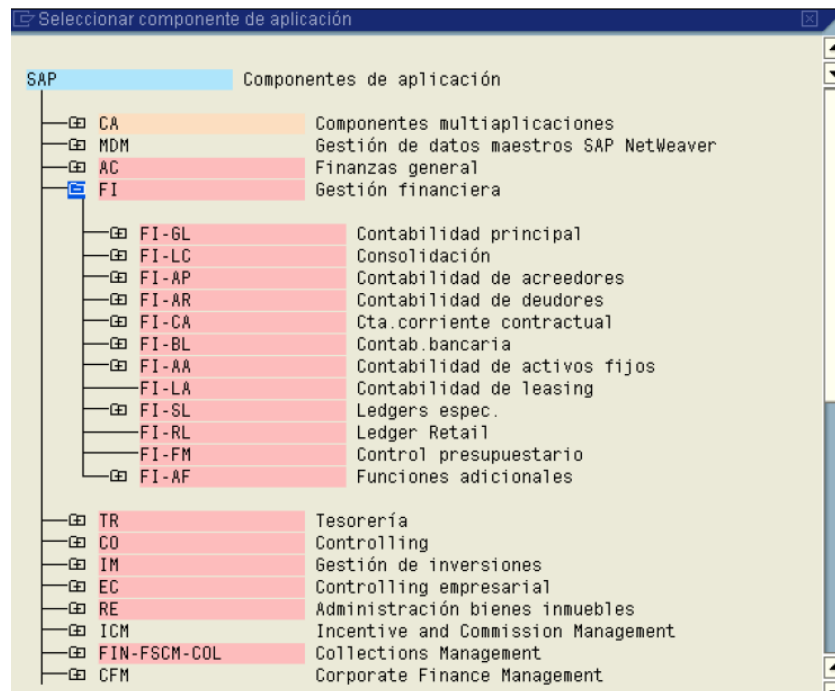 Seleccionar componente de aplicación
SAP Componentes de aplicación
CA Componentes multiaplicaciones
MDM Gestión de datos maestros SAP NetWeaver
AC Finanzas general
FI Gestión financiera
FI-GL Contabilidad principal
FI-LC Consolidación
FI-AP Contabilidad de acreedores
FI-AR Contabilidad de deudores
FI-CA Cta.corriente contractual
FI-BL Contab.bancaria
FI-AA Contabilidad de activos fijos
FI-LA Contabilidad de leasing
FI-SL Ledgers espec.
FI-RL Ledger Retail
FI-FM Control presupuestario
FI-AF Funciones adicionales
TR Tesorería
CO Controlling
IM Gestión de inversiones
EC Controlling empresarial
RE Administración bienes inmuebles
ICM Incentive and Commission Management
FIN-FSCM-COL Collections Management
CFM Corporate Finance Management